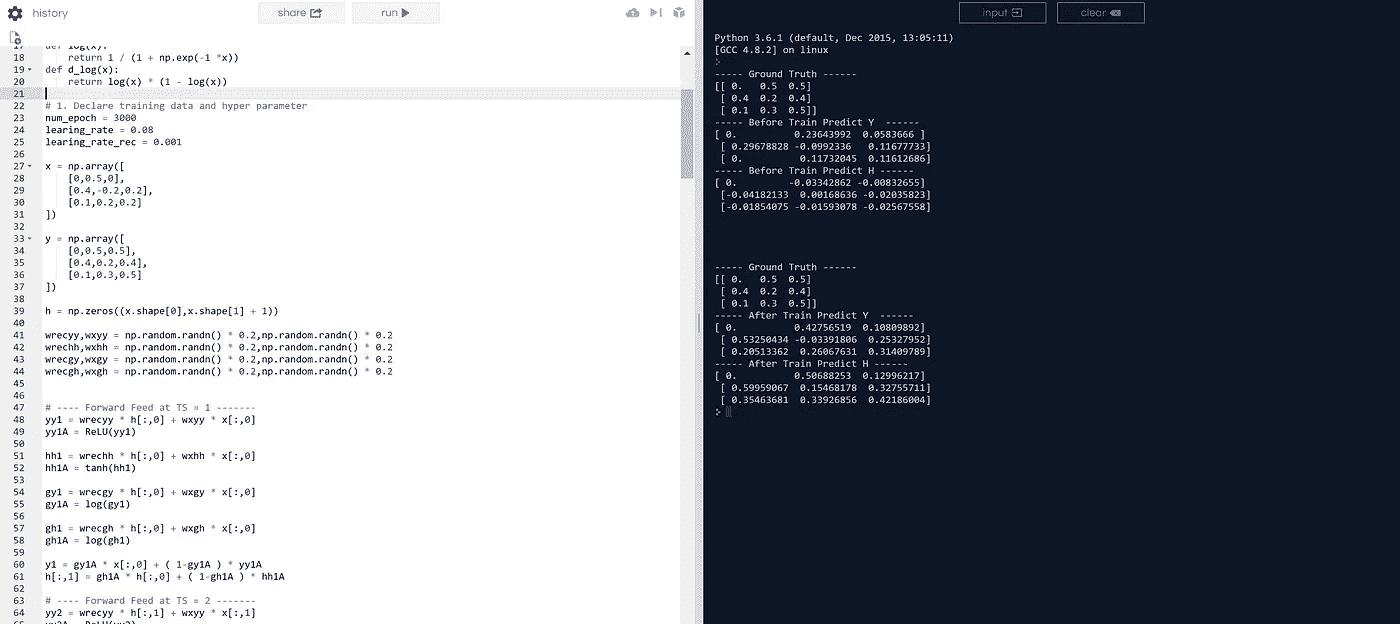 history
share
run
input
clear
17 def log(x):
18 return 1 / (1 + np.exp(-1 *x))
19 def d_log(x):
20 return log(x) * (1 - log(x))
21
22 # 1. Declare training data and hyper parameter
23 num_epoch = 3000
24 learing_rate = 0.08
25 learing_rate_rec = 0.001
26
27 x = np.array([
28 [0,0.5,0],
29 [0.4,-0.2,0.2],
30 [0.1,0.2,0.2]
31 ])
32
33 y = np.array([
34 [0,0.5,0.5],
35 [0.4,0.2,0.4],
36 [0.1,0.3,0.5]
37 ])
38
39 h = np.zeros((x.shape[0],x.shape[1] + 1))
40
41 wrecyy,wxyy = np.random.randn() * 0.2,np.random.randn() * 0.2
42 wrechh,wxhh = np.random.randn() * 0.2,np.random.randn() * 0.2
43 wrecgy,wxgy = np.random.randn() * 0.2,np.random.randn() * 0.2
44 wrecgh,wxgh = np.random.randn() * 0.2,np.random.randn() * 0.2
45
46
47 # ---- Forward Feed at TS = 1 -------
48 yy1 = wrecyy * h[:,0] + wxyy * x[:,0]
49 yy1A = ReLU(yy1)
50
51 hh1 = wrechh * h[:,0] + wxhh * x[:,0]
52 hh1A = tanh(hh1)
53
54 gy1 = wrecgy * h[:,0] + wxgy * x[:,0]
55 gy1A = log(gy1)
56
57 gh1 = wrecgh * h[:,0] + wxgh * x[:,0]
58 gh1A = log(gh1)
59
60 y1 = gy1A * x[:,0] + ( 1-gy1A ) * yy1A
61 h[:,1] = gh1A * h[:,0] + ( 1-gh1A ) * hh1A
62
63 # ---- Forward Feed at TS = 2 -------
64 yy2 = wrecyy * h[:,1] + wxyy * x[:,1]
65 yy2A = ReLU(yy2)
Python 3.6.1 (default, Dec 2015, 13:05:11)
[GCC 4.8.2] on linux
----- Ground Truth ------
[[ 0. 0.5 0.5]
[ 0.4 0.2 0.4]
[ 0.1 0.3 0.5]]
----- Before Train Predict Y ------
[ 0. 0.23643992 0.0583666 ]
[ 0.29678828 -0.0992336 0.11677733]
[ 0. 0.11732045 0.11612686]
----- Before Train Predict H ------
[ 0. -0.03342862 -0.00832655]
[-0.04182133 0.00168636 -0.02035823]
[-0.01854075 -0.01593078 -0.02567558]
----- Ground Truth ------
[[ 0. 0.5 0.5]
[ 0.4 0.2 0.4]
[ 0.1 0.3 0.5]]
----- After Train Predict Y ------
[ 0. 0.42756519 0.10809892]
[ 0.53250434 -0.03391806 0.25327952]
[ 0.20513362 0.26067631 0.31409789]
----- After Train Predict H ------
[ 0. 0.50688253 0.12996217]
[ 0.59959067 0.15468178 0.32755711]
[ 0.35463681 0.33926856 0.42186004]